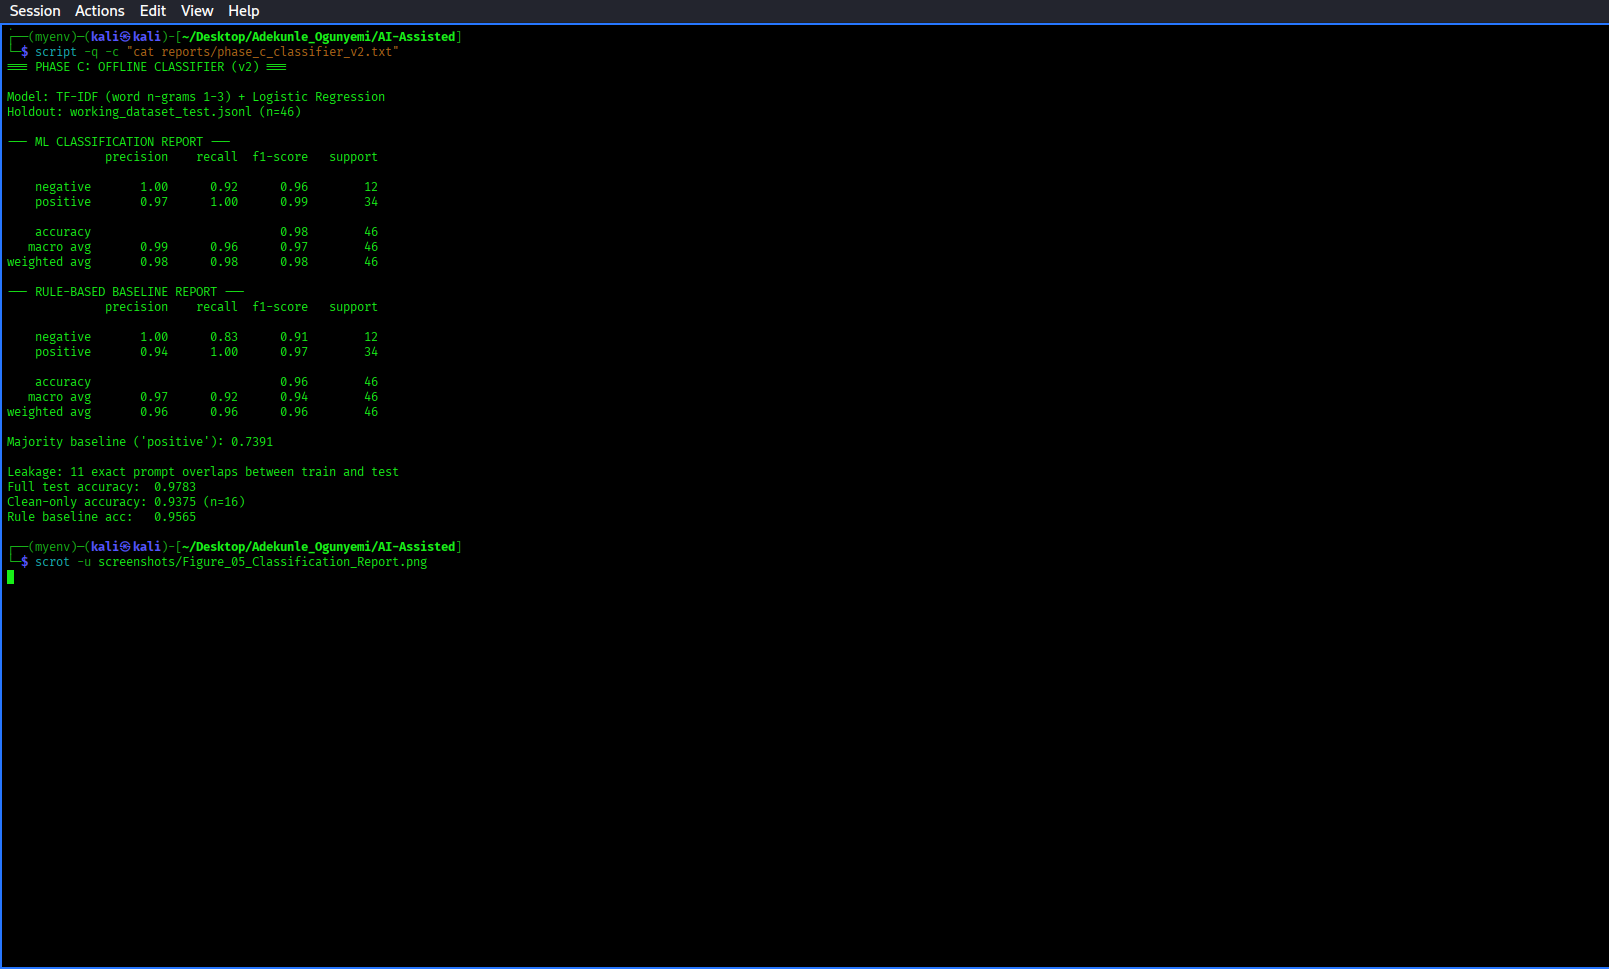 Session Actions Edit View Help
┌──(myenv)─(kali㉿kali)-[~/Desktop/Adekunle_Ogunyemi/AI-Assisted]
└─$ script -q -c "cat reports/phase_c_classifier_v2.txt"
=== PHASE C: OFFLINE CLASSIFIER (v2) ===
Model: TF-IDF (word n-grams 1-3) + Logistic Regression
Holdout: working_dataset_test.jsonl (n=46)
--- ML CLASSIFICATION REPORT ---
precision recall f1-score support
negative 1.00 0.92 0.96 12
positive 0.97 1.00 0.99 34
accuracy 0.98 46
macro avg 0.99 0.96 0.97 46
weighted avg 0.98 0.98 0.98 46
--- RULE-BASED BASELINE REPORT ---
precision recall f1-score support
negative 1.00 0.83 0.91 12
positive 0.94 1.00 0.97 34
accuracy 0.96 46
macro avg 0.97 0.92 0.94 46
weighted avg 0.96 0.96 0.96 46
Majority baseline ('positive'): 0.7391
Leakage: 11 exact prompt overlaps between train and test
Full test accuracy: 0.9783
Clean-only accuracy: 0.9375 (n=16)
Rule baseline acc: 0.9565
┌──(myenv)─(kali㉿kali)-[~/Desktop/Adekunle_Ogunyemi/AI-Assisted]
└─$ scrot -u screenshots/Figure_05_Classification_Report.png